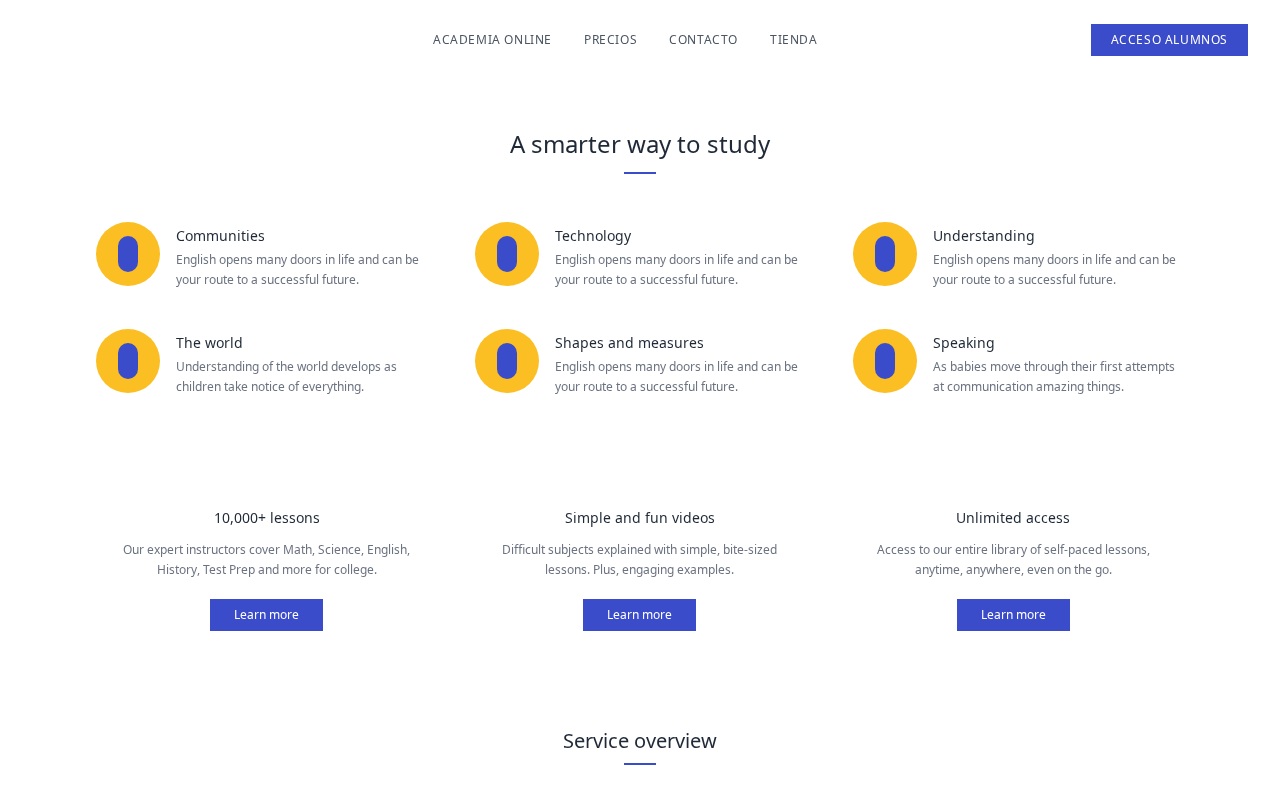 ACADEMIA ONLINE PRECIOS CONTACTO TIENDA ACCESO ALUMNOS
A smarter way to study
Communities
English opens many doors in life and can be
your route to a successful future.
Technology
English opens many doors in life and can be
your route to a successful future.
Understanding
English opens many doors in life and can be
your route to a successful future.
The world
Understanding of the world develops as
children take notice of everything.
Shapes and measures
English opens many doors in life and can be
your route to a successful future.
Speaking
As babies move through their first attempts
at communication amazing things.
10,000+ lessons
Our expert instructors cover Math, Science, English,
History, Test Prep and more for college.
Learn more
Simple and fun videos
Difficult subjects explained with simple, bite-sized
lessons. Plus, engaging examples.
Learn more
Unlimited access
Access to our entire library of self-paced lessons,
anytime, anywhere, even on the go.
Learn more
Service overview